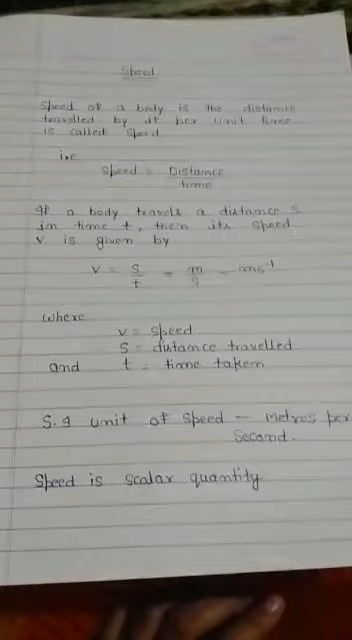 Speed
Speed of a body is the distance
travelled by it per unit time
is called speed
i.e
Speed = Distance
time
If a body travels a distance S
in time t, then its speed
v is given by
v = S/t = m/s = ms⁻¹
where
v = speed
S = distance travelled
and t = time taken
S.I unit of speed - Metres per
Second.
Speed is scalar quantity